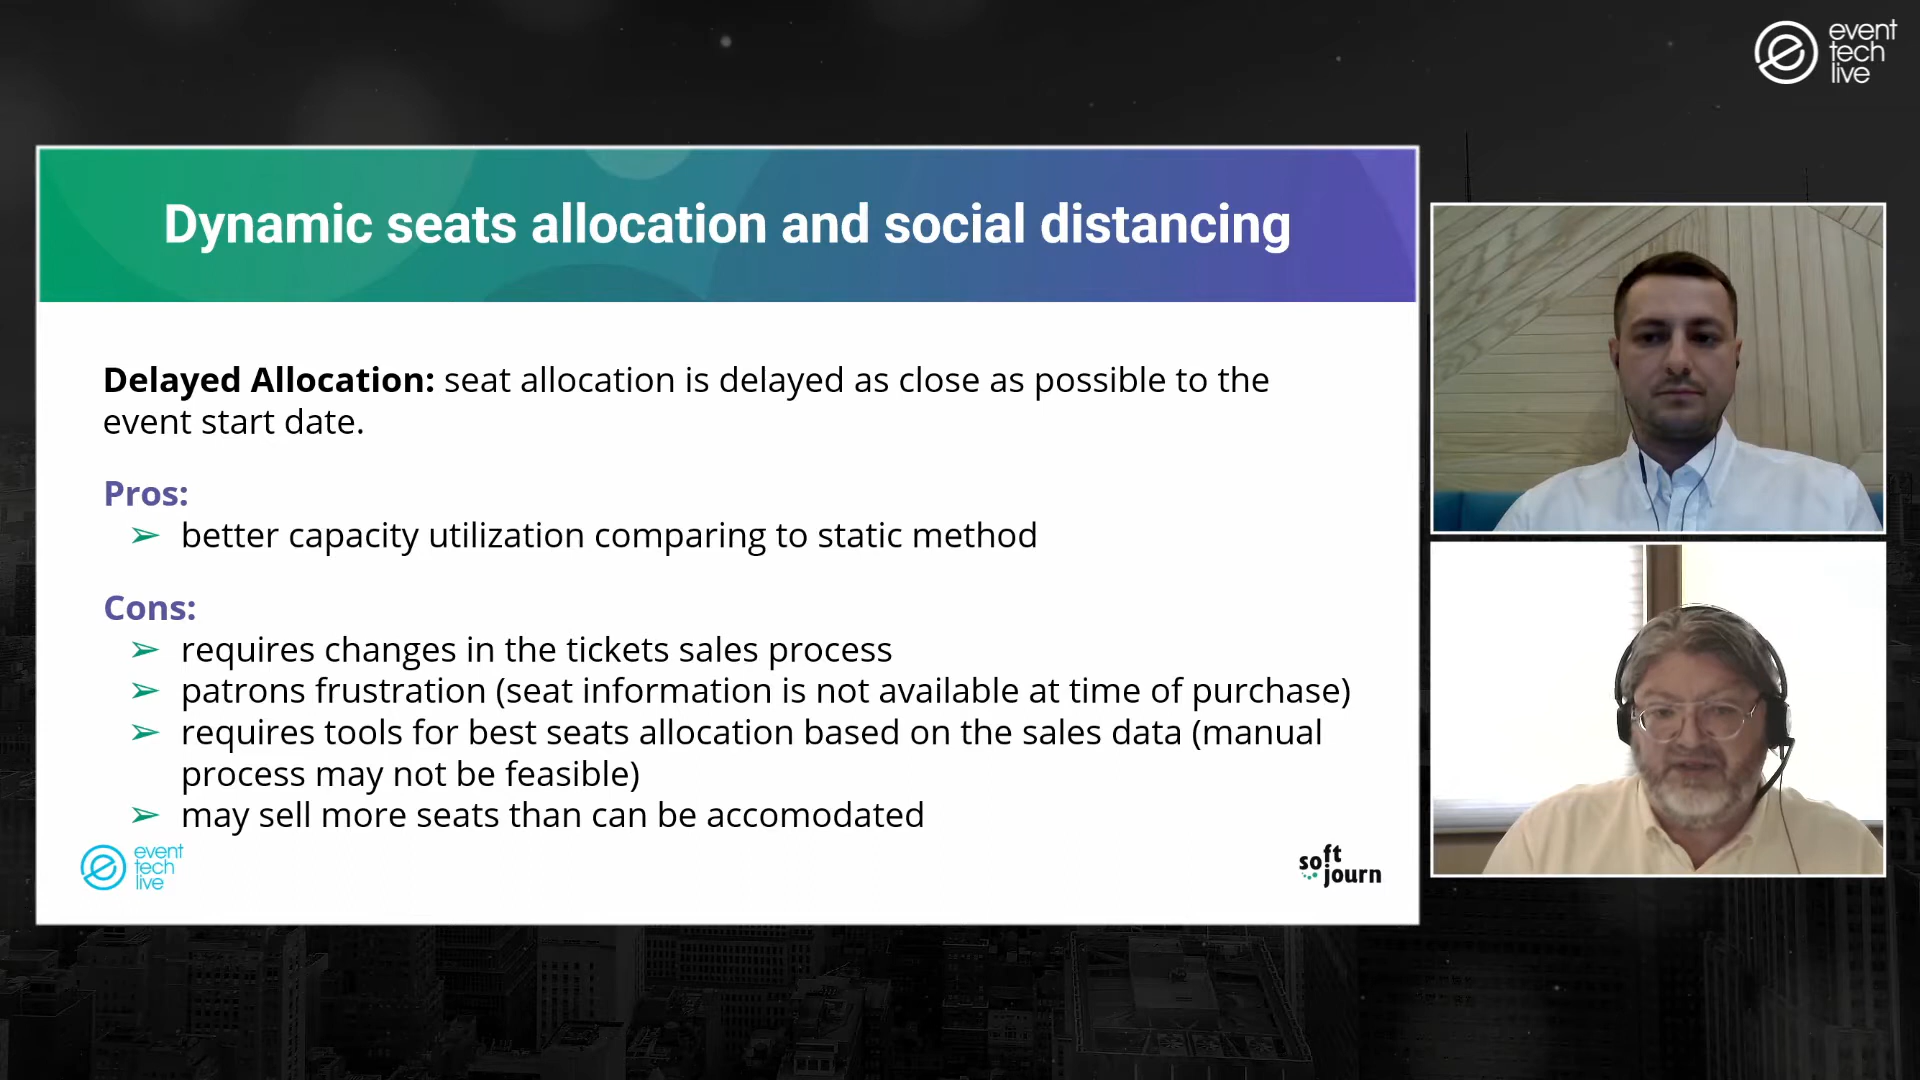 event
tech
live
Dynamic seats allocation and social distancing
Delayed Allocation: seat allocation is delayed as close as possible to the
event start date.
Pros:
➢ better capacity utilization comparing to static method
Cons:
➢ requires changes in the tickets sales process
➢ patrons frustration (seat information is not available at time of purchase)
➢ requires tools for best seats allocation based on the sales data (manual
process may not be feasible)
➢ may sell more seats than can be accomodated
event
tech
live
soft
journ